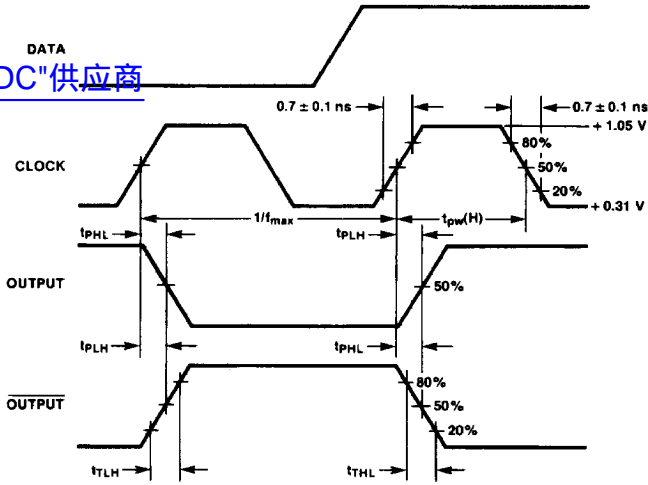 DATA
DC"供应商
0.7 ± 0.1 ns
0.7 ± 0.1 ns
+ 1.05 V
80%
CLOCK
50%
20%
+ 0.31 V
1/fmax
tpw(H)
tPHL
tPLH
OUTPUT
50%
tPLH
tPHL
80%
OUTPUT
50%
20%
tTLH
tTHL